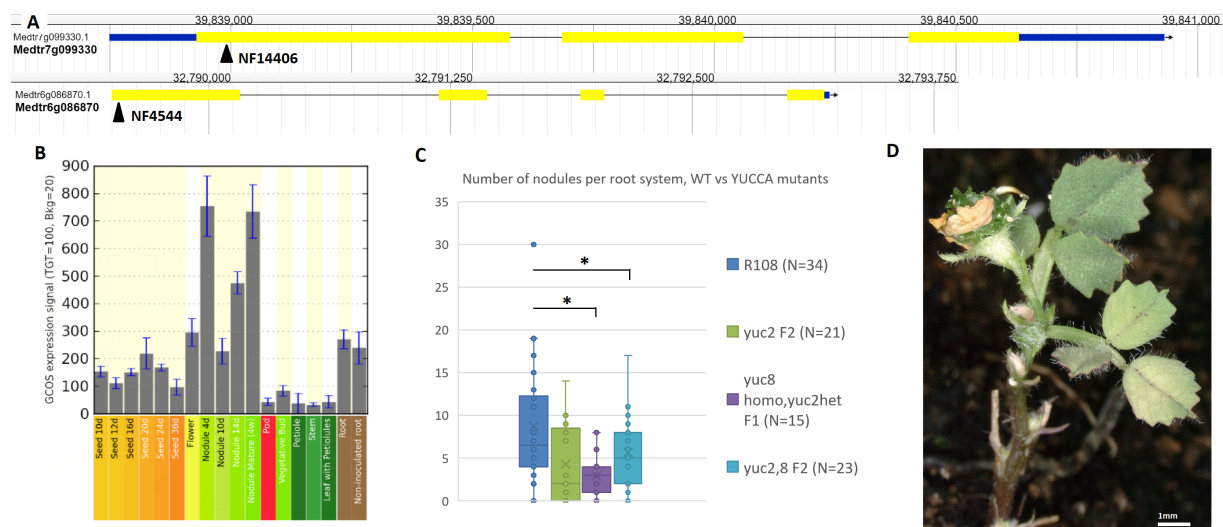 A
39,839,000
39,839,500
39,840,000
39,840,500
39,841,000
Medtr7g099330.1
Medtr7g099330
NF14406
32,790,000
32,791,250
32,792,500
32,793,750
Medtr6g086870.1
Medtr6g086870
NF4544
B
GCOS expression signal (TGT=100, Bkg=20)
900
800
700
600
500
400
300
200
100
0
Seed 10d
Seed 12d
Seed 16d
Seed 20d
Seed 24d
Seed 36d
Flower
Nodule 4d
Nodule 10d
Nodule 14d
Nodule Mature (4w)
Pod
Vegetative Bud
Petiole
Stem
Leaf with Petiolules
Root
Non-inoculated root
C
Number of nodules per root system, WT vs YUCCA mutants
35
30
25
20
15
10
5
0
*
*
R108 (N=34)
yuc2 F2 (N=21)
yuc8
homo,yuc2het
F1 (N=15)
yuc2,8 F2 (N=23)
D
1mm